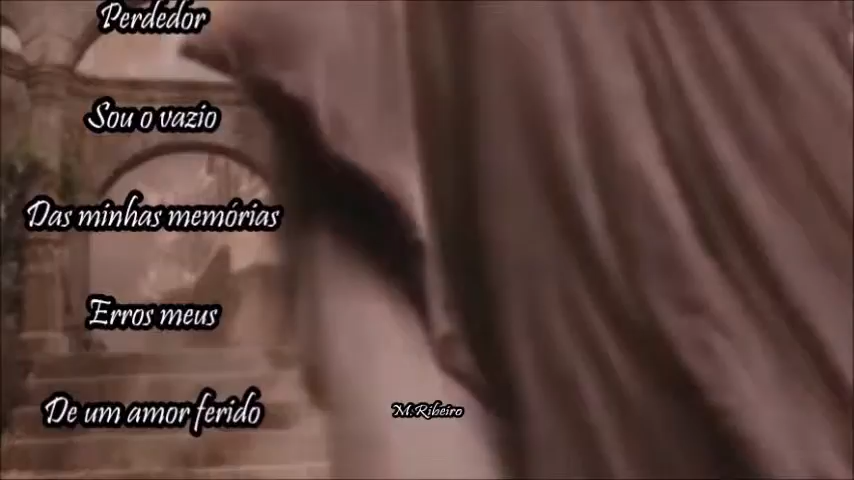 Perdedor
Sou o vazio
Das minhas memórias
Erros meus
De um amor ferido
M.Ribeiro